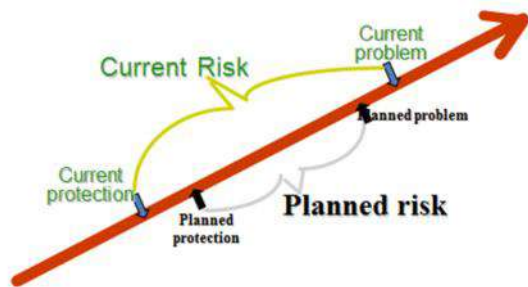 Current
problem
Current Risk
Planned problem
Current
protection
Planned risk
Planned
protection